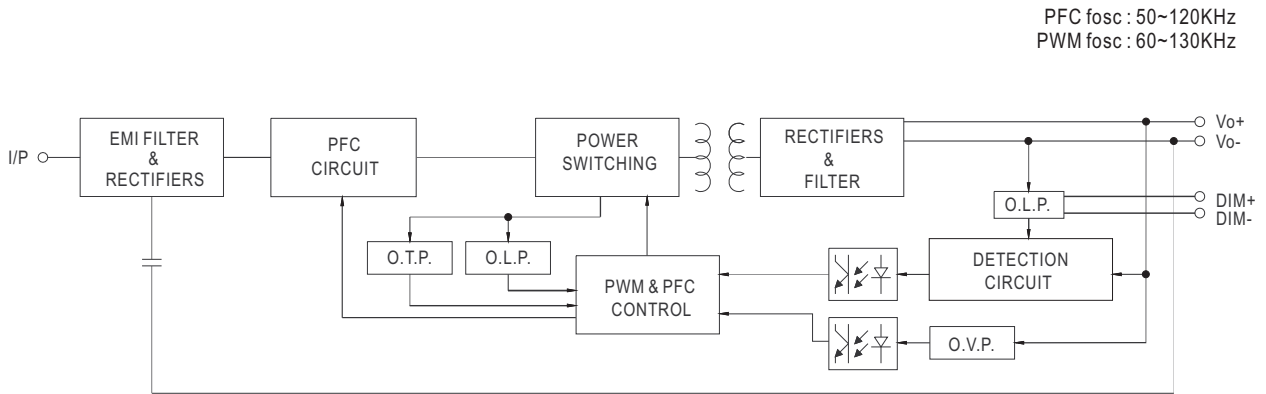 PFC fosc : 50~120KHz
PWM fosc : 60~130KHz
I/P
EMI FILTER
&
RECTIFIERS
PFC
CIRCUIT
POWER
SWITCHING
RECTIFIERS
&
FILTER
Vo+
Vo-
O.L.P.
DIM+
DIM-
O.T.P.
O.L.P.
PWM & PFC
CONTROL
DETECTION
CIRCUIT
O.V.P.